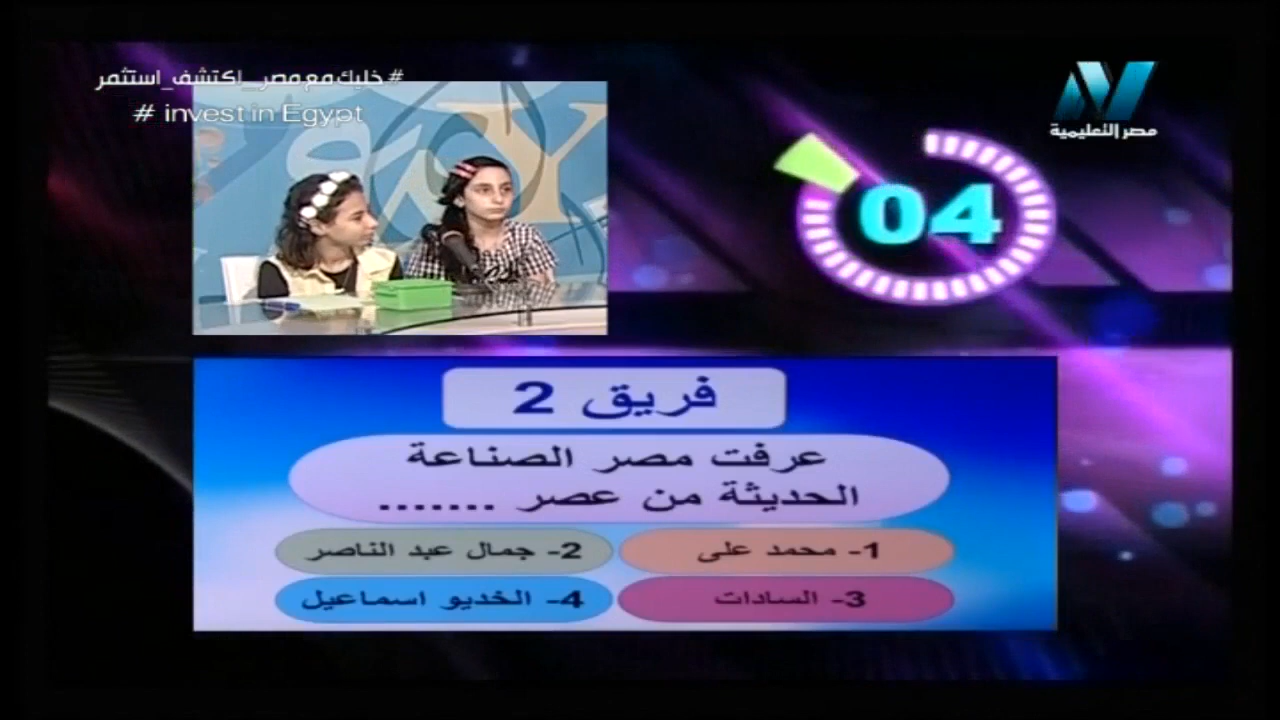 #خليك_مع_مصر_اكتشف_استثمر
# invest in Egypt
مصر التعليمية
04
فريق 2
عرفت مصر الصناعة
الحديثة من عصر .......
1- محمد على
2- جمال عبد الناصر
3- السادات
4- الخديو اسماعيل